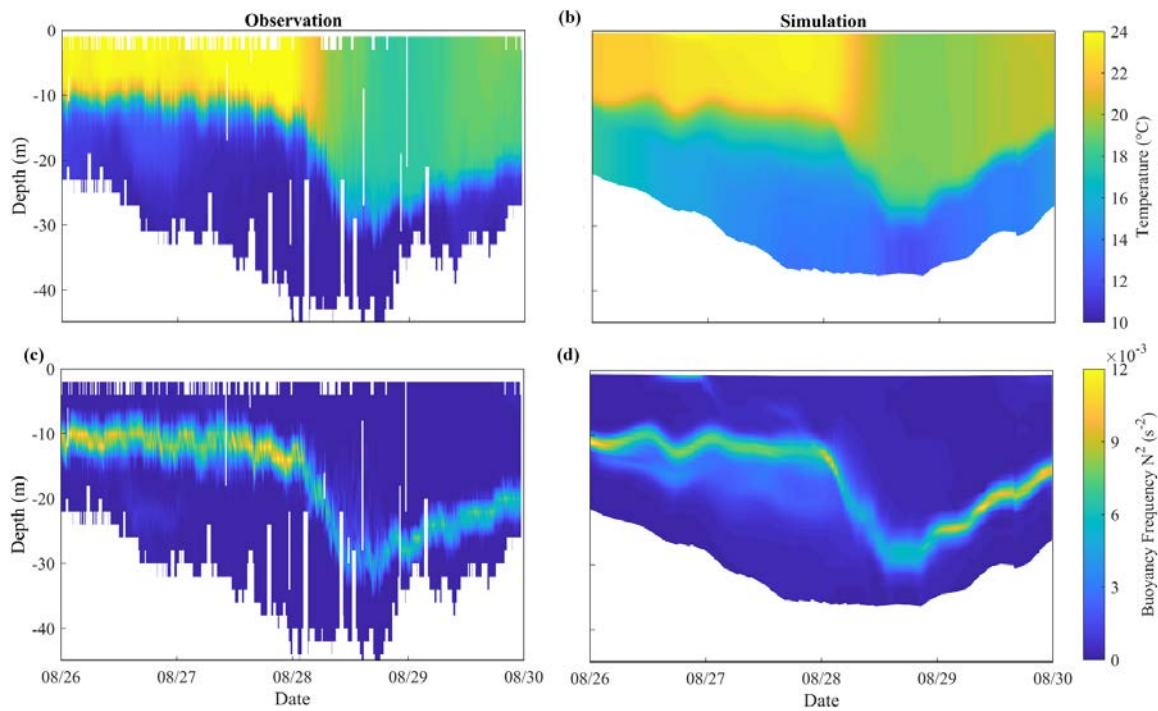 Observation
(b)
Simulation
0
-10
-20
-30
-40
Depth (m)
24
22
20
18
16
14
12
10
Temperature (°C)
(c)
(d)
0
-10
-20
-30
-40
Depth (m)
×10⁻³
12
9
6
3
0
Buoyancy Frequency N² (s⁻²)
08/26 08/27 08/28 08/29 08/30
08/26 08/27 08/28 08/29 08/30
Date
Date